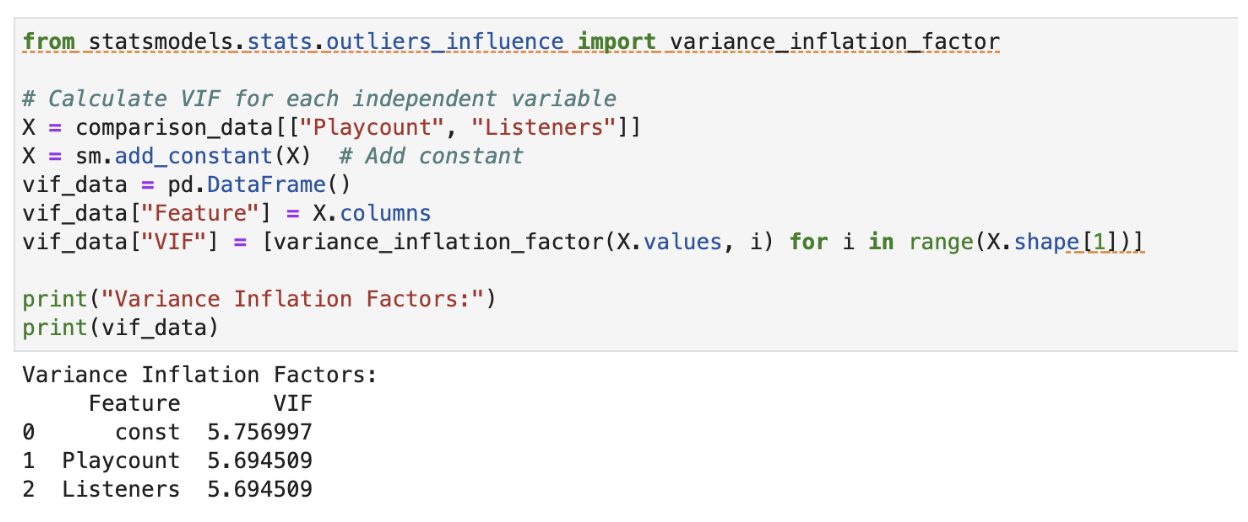 from statsmodels.stats.outliers_influence import variance_inflation_factor
# Calculate VIF for each independent variable
X = comparison_data[["Playcount", "Listeners"]]
X = sm.add_constant(X)  # Add constant
vif_data = pd.DataFrame()
vif_data["Feature"] = X.columns
vif_data["VIF"] = [variance_inflation_factor(X.values, i) for i in range(X.shape[1])]
print("Variance Inflation Factors:")
print(vif_data)
Variance Inflation Factors:
     Feature       VIF
0      const  5.756997
1  Playcount  5.694509
2  Listeners  5.694509